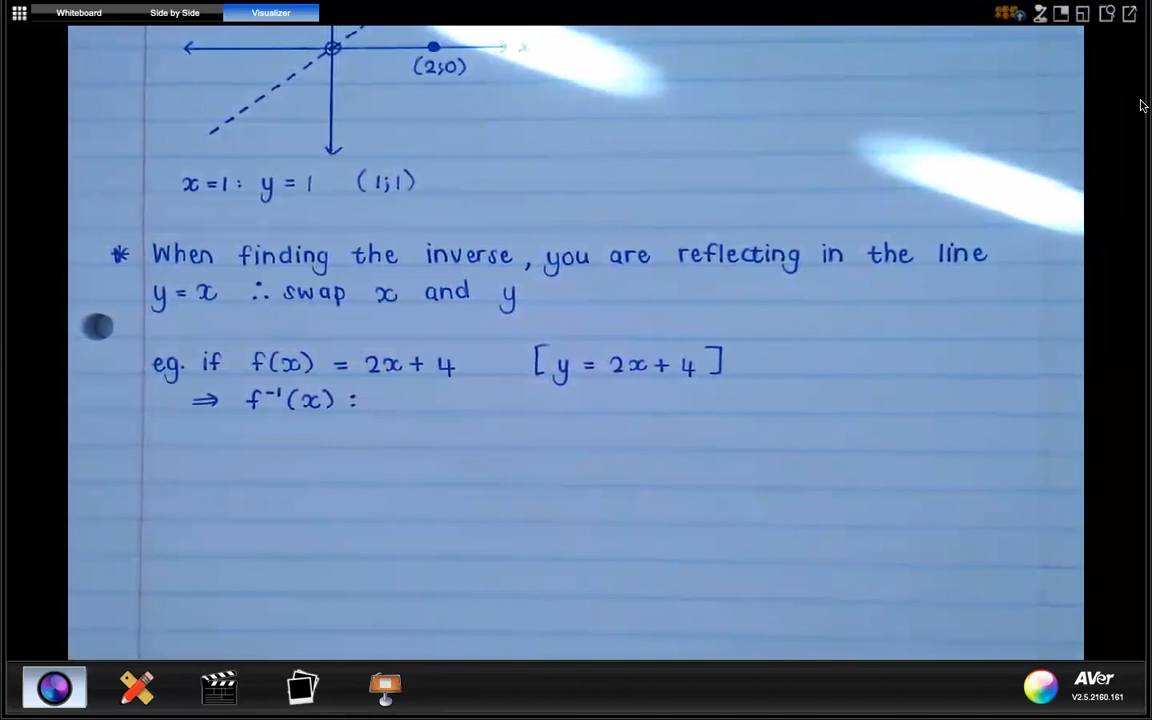 Whiteboard Side by Side Visualizer
(2;0)
x=1: y = 1 (1;1)
* When finding the inverse, you are reflecting in the line
y = x ∴ swap x and y
eg. if f(x) = 2x + 4 [y = 2x + 4]
⇒ f⁻¹(x) :
AVer
V2.5.2160.161